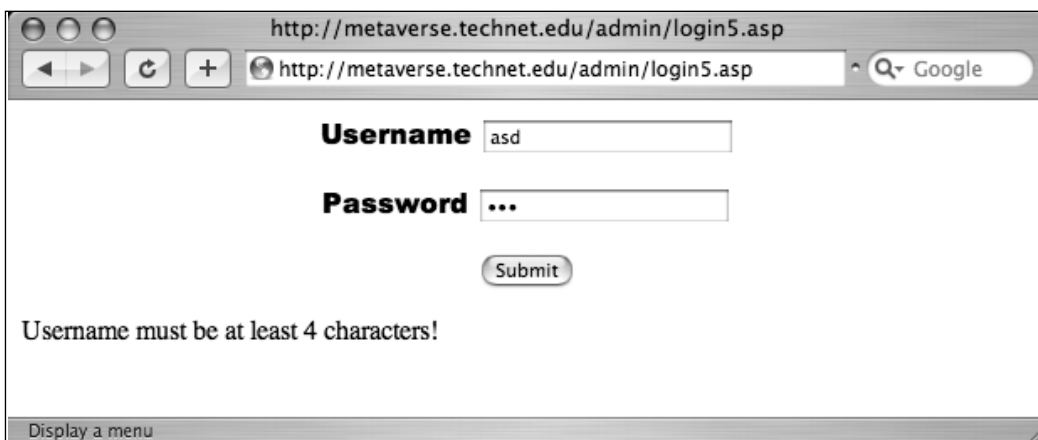 http://metaverse.technet.edu/admin/login5.asp
http://metaverse.technet.edu/admin/login5.asp
Google
Username asd
Password •••
Submit
Username must be at least 4 characters!
Display a menu